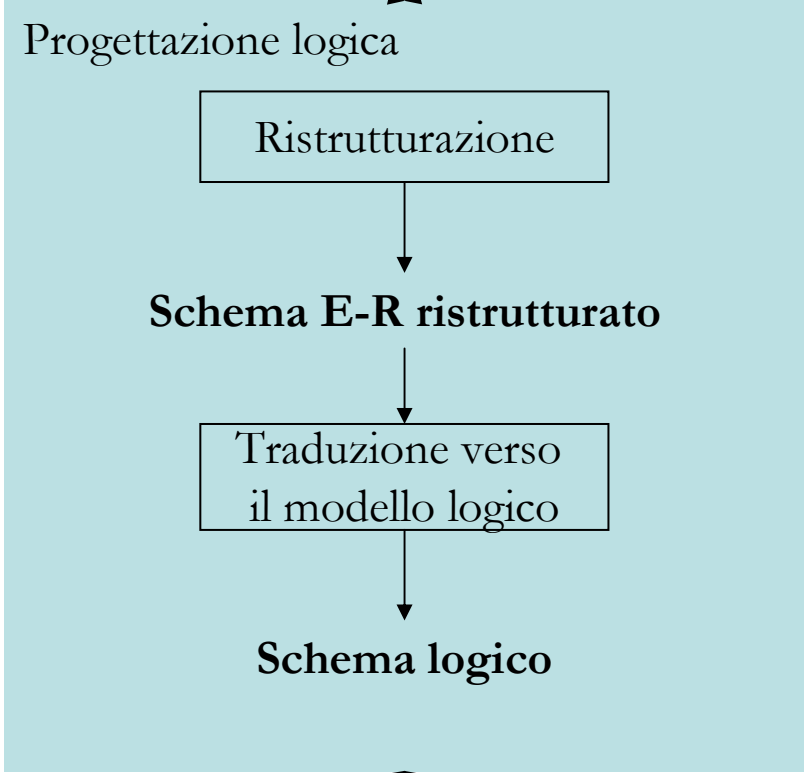 Progettazione logica
Ristrutturazione
Schema E-R ristrutturato
Traduzione verso
il modello logico
Schema logico